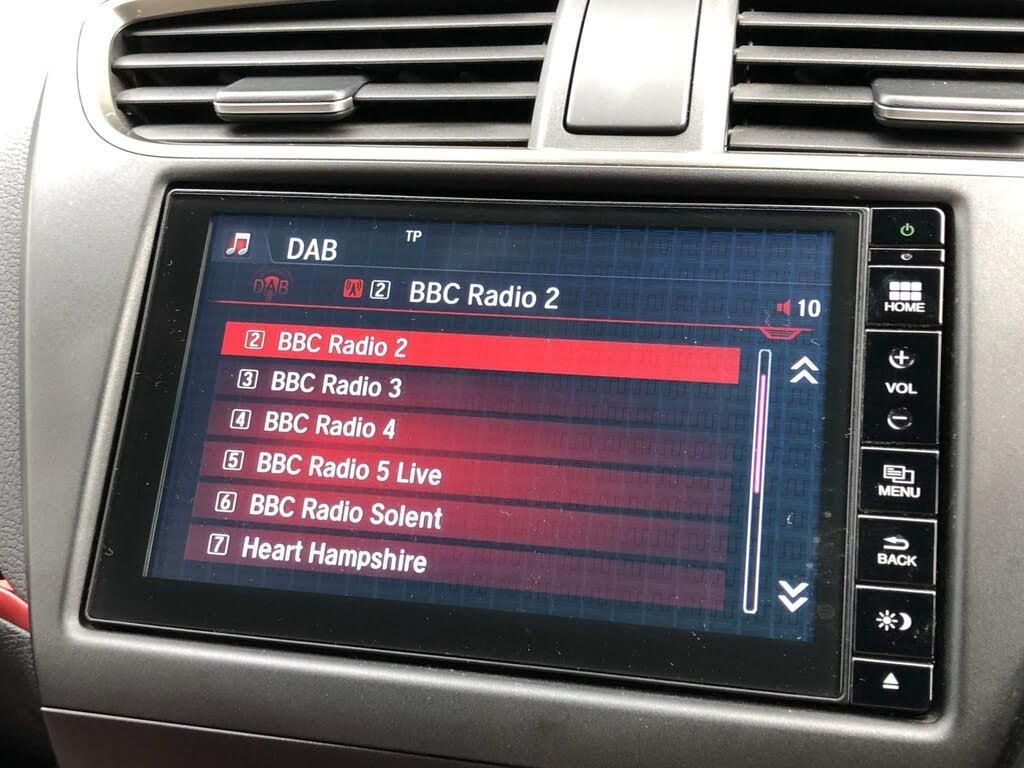 DAB
TP
DAB
2 BBC Radio 2
10
2 BBC Radio 2
3 BBC Radio 3
4 BBC Radio 4
5 BBC Radio 5 Live
6 BBC Radio Solent
7 Heart Hampshire
HOME
+
VOL
−
MENU
BACK